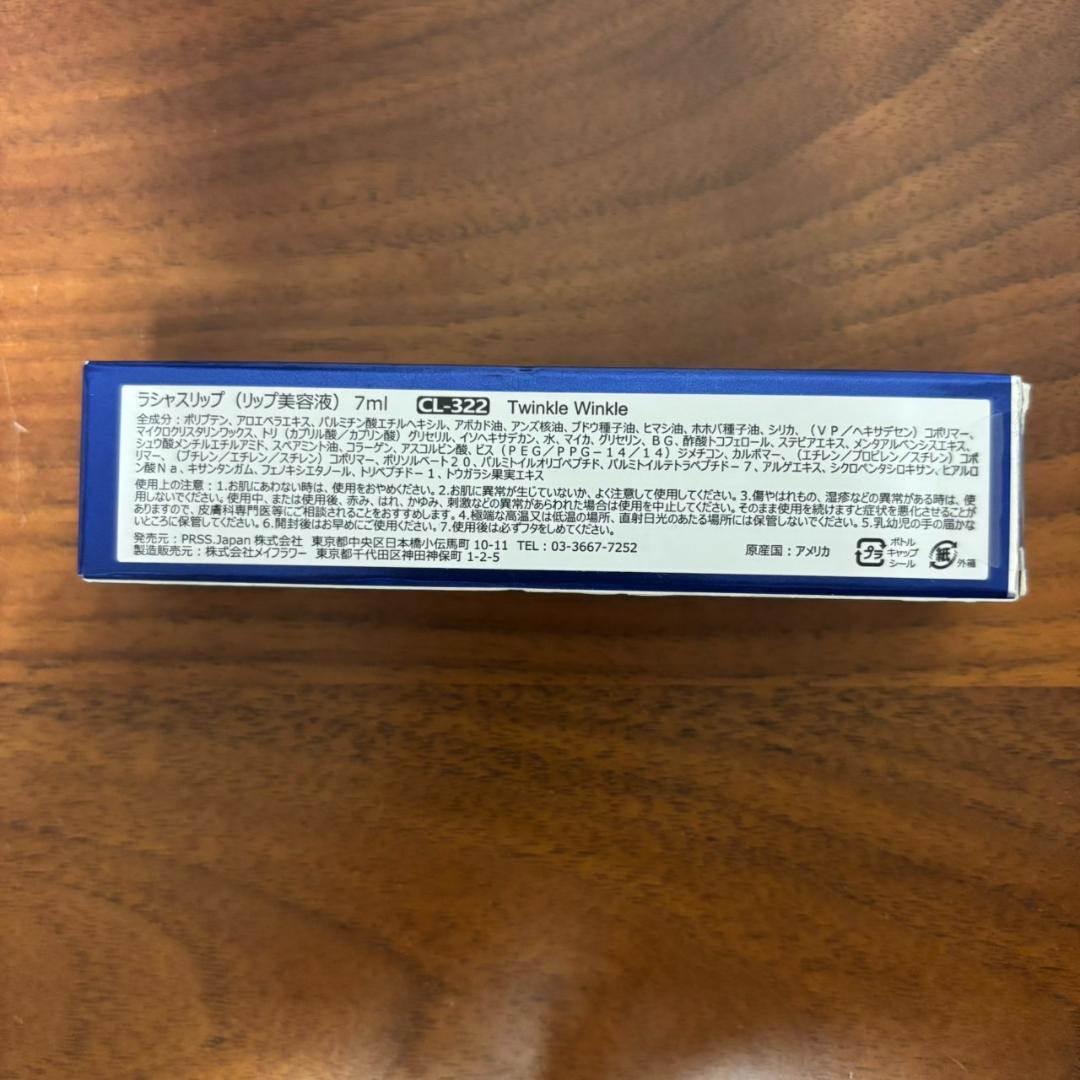 ラシャスリップ（リップ美容液） 7ml CL-322 Twinkle Winkle
全成分：ポリブテン、アロエベラエキス、パルミチン酸エチルヘキシル、アボカド油、アンズ核油、ブドウ種子油、ヒマシ油、ホホバ種子油、シリカ、（ＶＰ／ヘキサデセン）コポリマー、
マイクロクリスタリンワックス、トリ（カプリル酸／カプリン酸）グリセリル、イソヘキサデカン、水、マイカ、グリセリン、ＢＧ、酢酸トコフェロール、ステビアエキス、メンタアルベンシスエキス、
シュウ酸メンチルエチルアミド、スペアミント油、コラーゲン、アスコルビン酸、ビス（ＰＥＧ／ＰＰＧ－１４／１４）ジメチコン、カルボマー、（エチレン／プロピレン／スチレン）コポ
リマー、（ブチレン／エチレン／スチレン）コポリマー、ポリソルベート２０、パルミトイルオリゴペプチド、パルミトイルテトラペプチド－７、アルゲエキス、シクロペンタシロキサン、ヒアルロ
ン酸Ｎａ、キサンタンガム、フェノキシエタノール、トリペプチド－１、トウガラシ果実エキス
使用上の注意：1.お肌にあわない時は、使用をおやめください。2.お肌に異常が生じていないか、よく注意して使用してください。3.傷やはれもの、湿疹などの異常がある時は、使
用しないでください。使用中、または使用後、赤み、はれ、かゆみ、刺激などの異常があらわれた場合は使用を中止してください。そのまま使用を続けますと症状を悪化させることが
ありますので、皮膚科専門医等にご相談されることをおすすめします。4.極端な高温又は低温の場所、直射日光のあたる場所には保管しないでください。5.乳幼児の手の届かな
いところに保管してください。6.開封後はお早めにご使用ください。7.使用後は必ずフタをしめてください。
発売元：PRSS.Japan 株式会社 東京都中央区日本橋小伝馬町 10-11 TEL：03-3667-7252
製造販売元：株式会社メイフラワー 東京都千代田区神田神保町 1-2-5
原産国：アメリカ
プラ
ボトル
キャップ
シール
紙
外箱